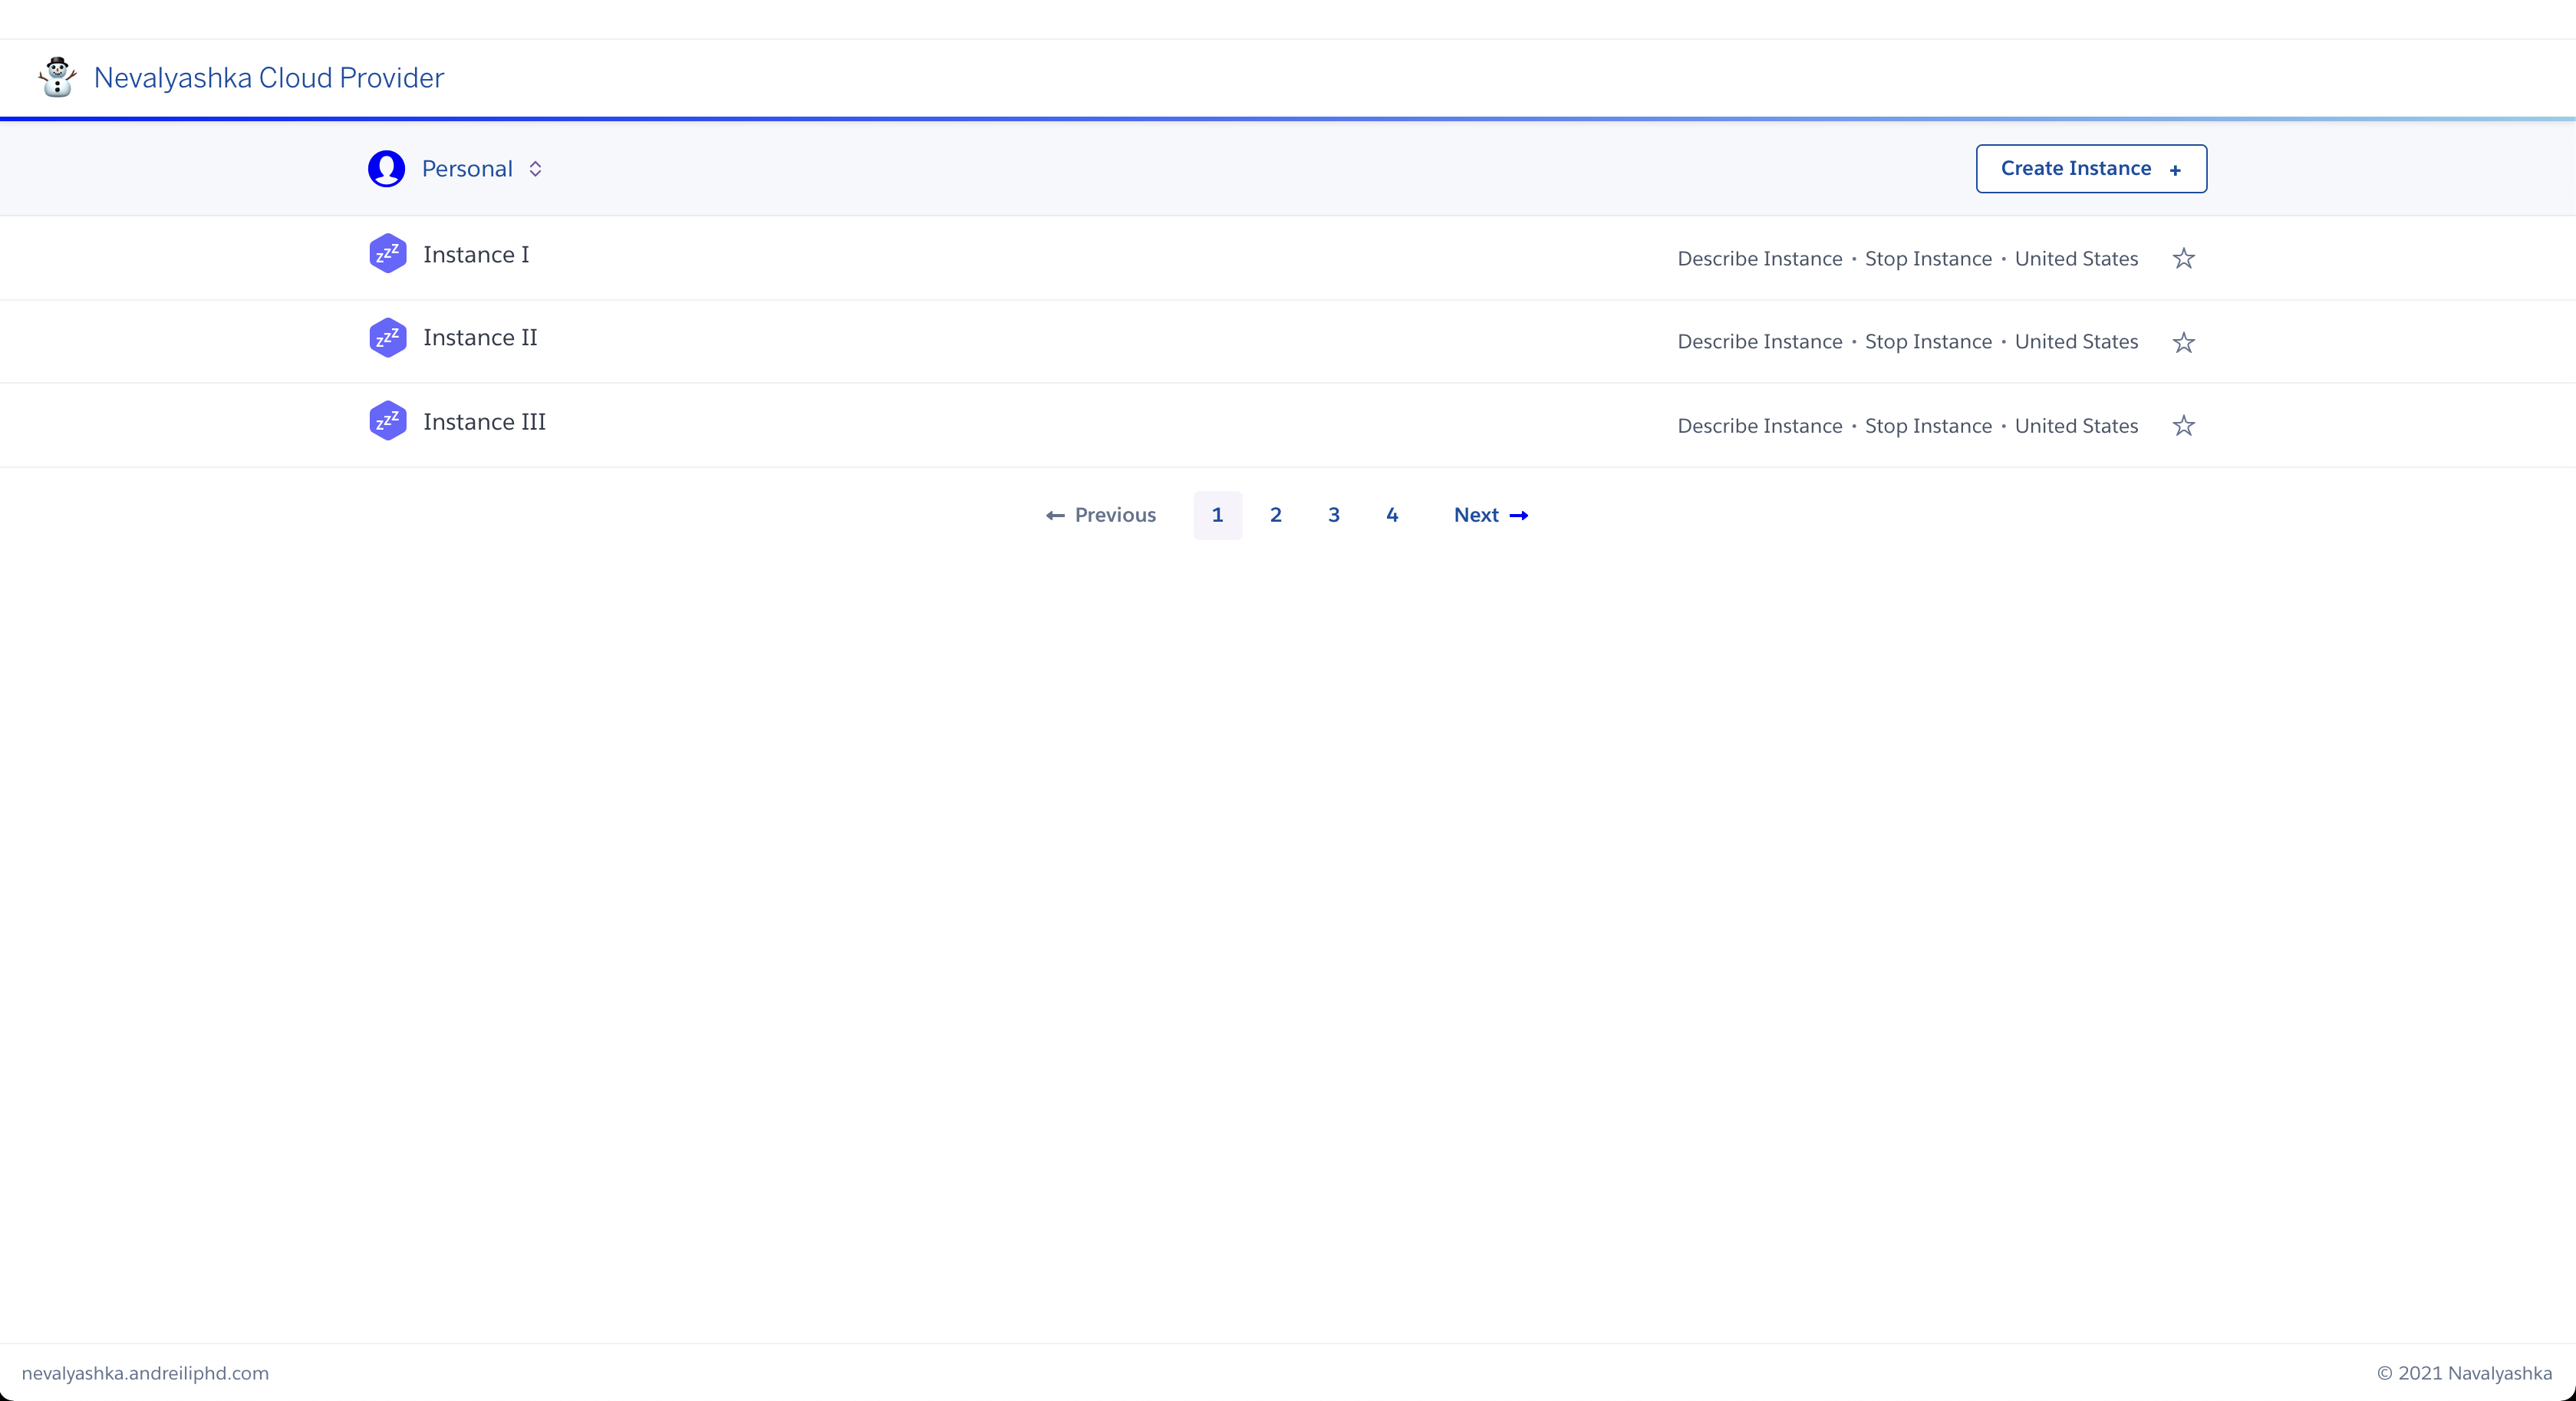 Nevalyashka Cloud Provider
Personal
Create Instance +
zzZ Instance I
Describe Instance • Stop Instance • United States
zzZ Instance II
Describe Instance • Stop Instance • United States
zzZ Instance III
Describe Instance • Stop Instance • United States
← Previous 1 2 3 4 Next →
nevalyashka.andreiliphd.com
© 2021 Navalyashka